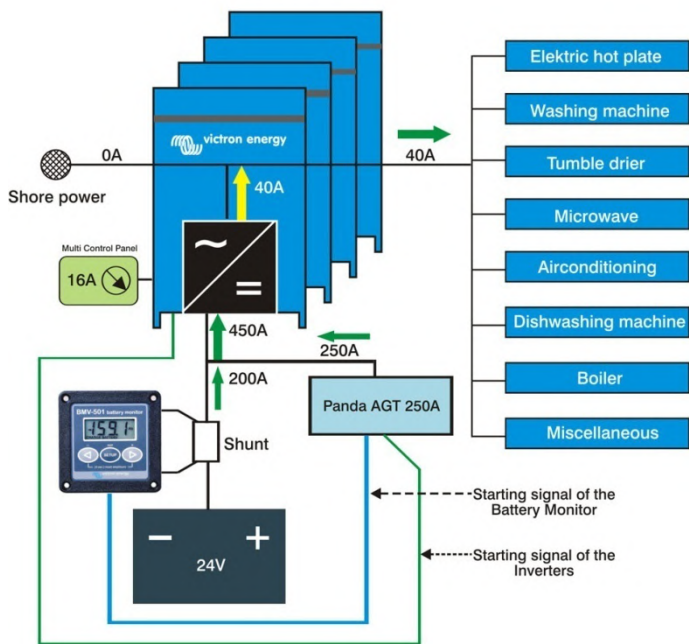 victron energy
0A
Shore power
40A
40A
Multi Control Panel
16A
~
=
450A
250A
200A
Panda AGT 250A
BMV-501 battery monitor
-159.1
SETUP
Shunt
Starting signal of the
Battery Monitor
Starting signal of the
Inverters
- +
24V
Elektric hot plate
Washing machine
Tumble drier
Microwave
Airconditioning
Dishwashing machine
Boiler
Miscellaneous